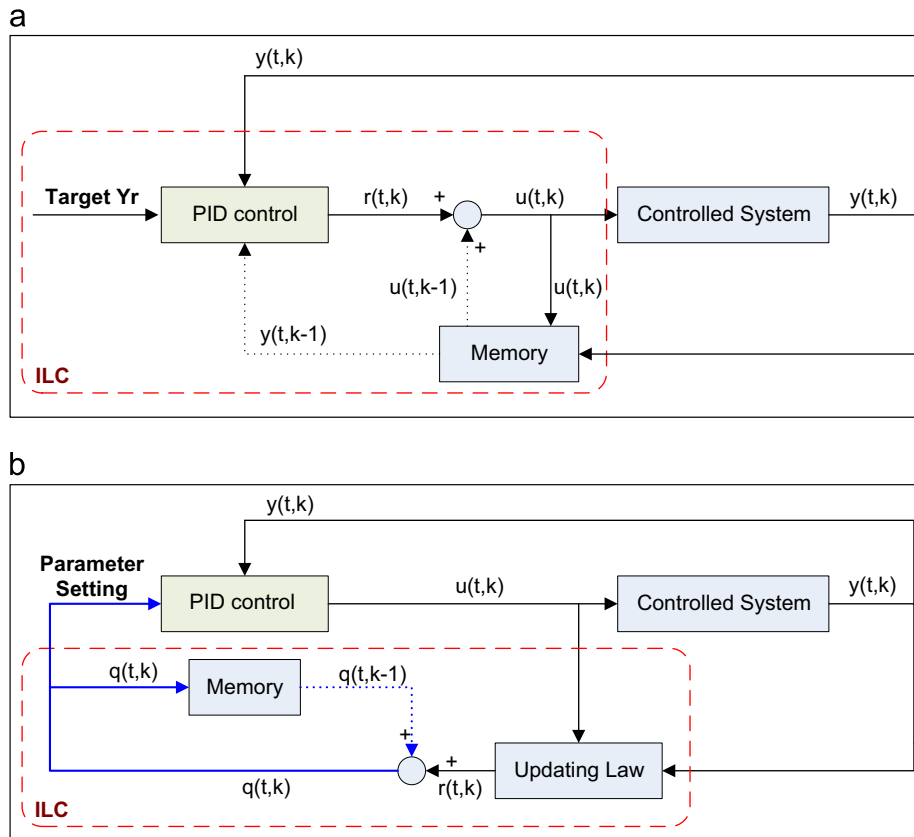 a
y(t,k)
Target Yr
PID control
r(t,k)
+
u(t,k)
Controlled System
y(t,k)
+
u(t,k-1)
u(t,k)
y(t,k-1)
Memory
ILC
b
y(t,k)
Parameter
Setting
PID control
u(t,k)
Controlled System
y(t,k)
q(t,k)
Memory
q(t,k-1)
+
+
q(t,k)
r(t,k)
Updating Law
ILC